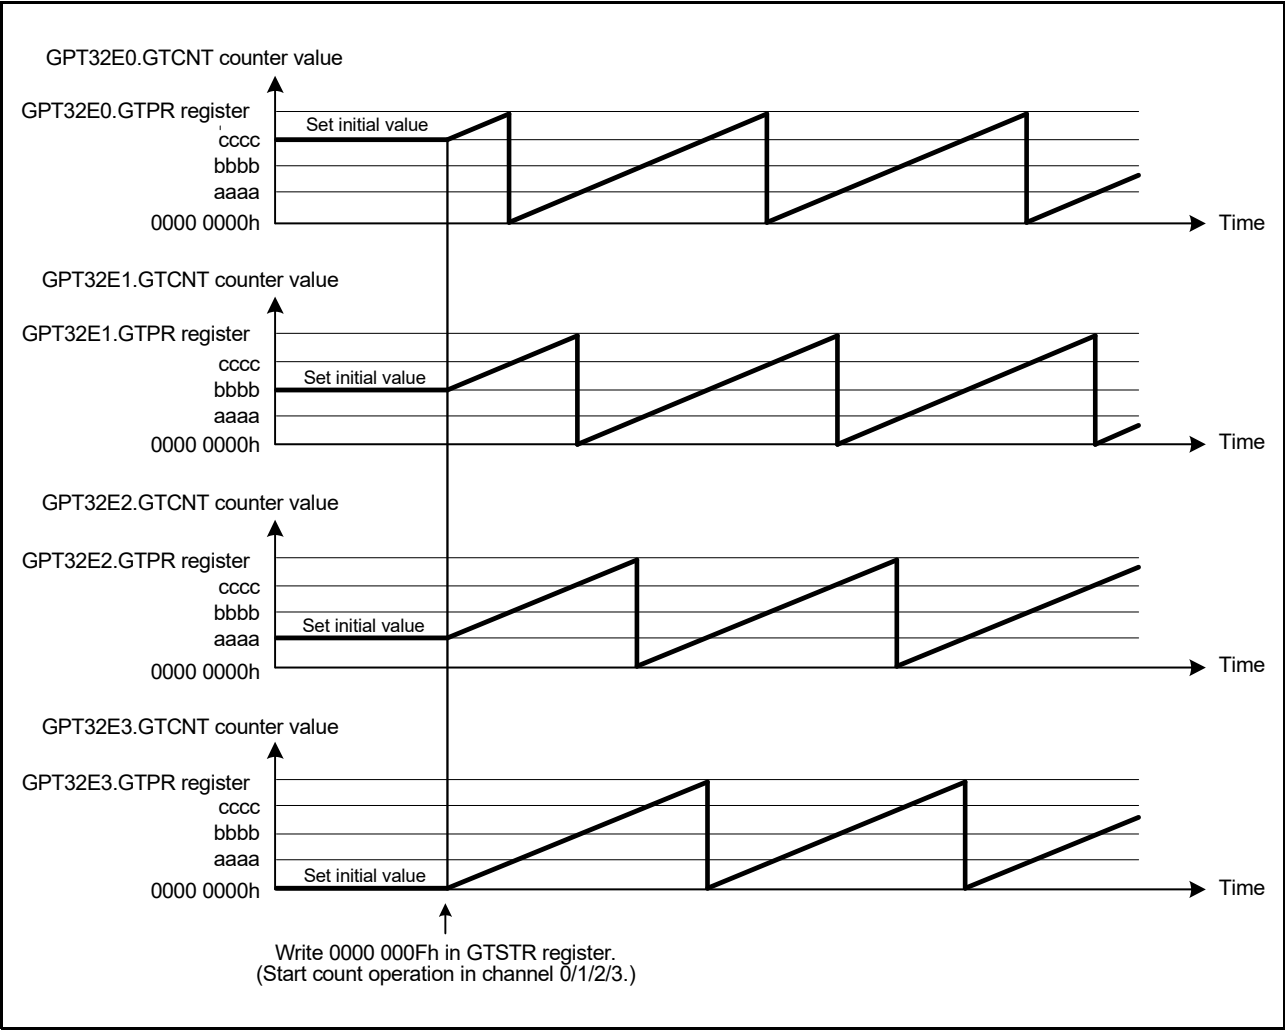 GPT32E0.GTCNT counter value
GPT32E0.GTPR register
Set initial value
cccc
bbbb
aaaa
0000 0000h
Time
GPT32E1.GTCNT counter value
GPT32E1.GTPR register
cccc
Set initial value
bbbb
aaaa
0000 0000h
Time
GPT32E2.GTCNT counter value
GPT32E2.GTPR register
cccc
bbbb
Set initial value
aaaa
0000 0000h
Time
GPT32E3.GTCNT counter value
GPT32E3.GTPR register
cccc
bbbb
aaaa
Set initial value
0000 0000h
Time
Write 0000 000Fh in GTSTR register.
(Start count operation in channel 0/1/2/3.)